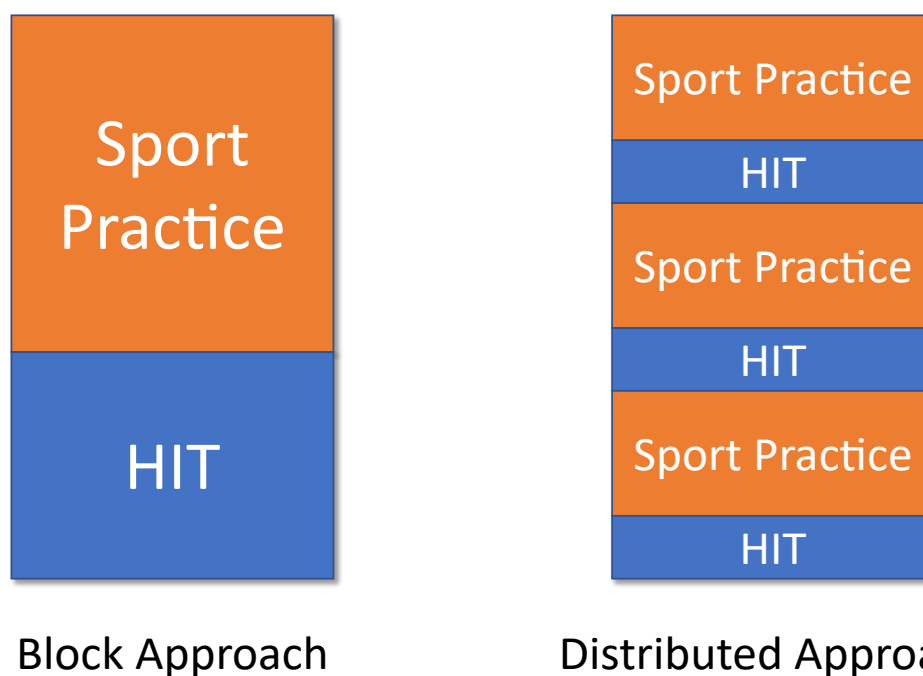 Sport
Practice
HIT
Block Approach
Sport Practice
HIT
Sport Practice
HIT
Sport Practice
HIT
Distributed Approa